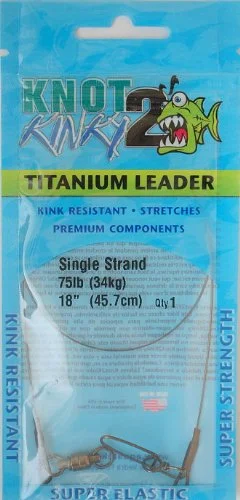 KNOT
KINKY 2
TITANIUM LEADER
KINK RESISTANT • STRETCHES
PREMIUM COMPONENTS
Single Strand
75lb (34kg)
18" (45.7cm) Qty 1
KINK RESISTANT
SUPER STRENGTH
SUPER ELASTIC